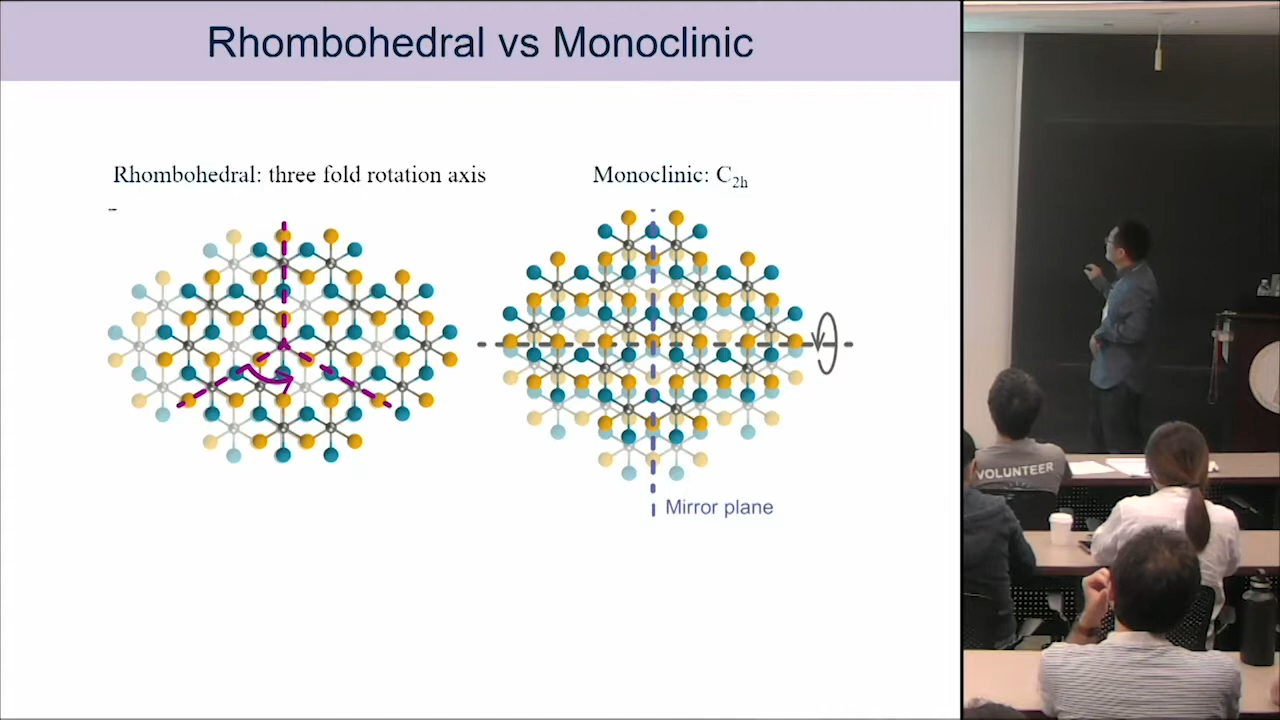 Rhombohedral vs Monoclinic
Rhombohedral: three fold rotation axis
Monoclinic: C2h
Mirror plane
VOLUNTEER